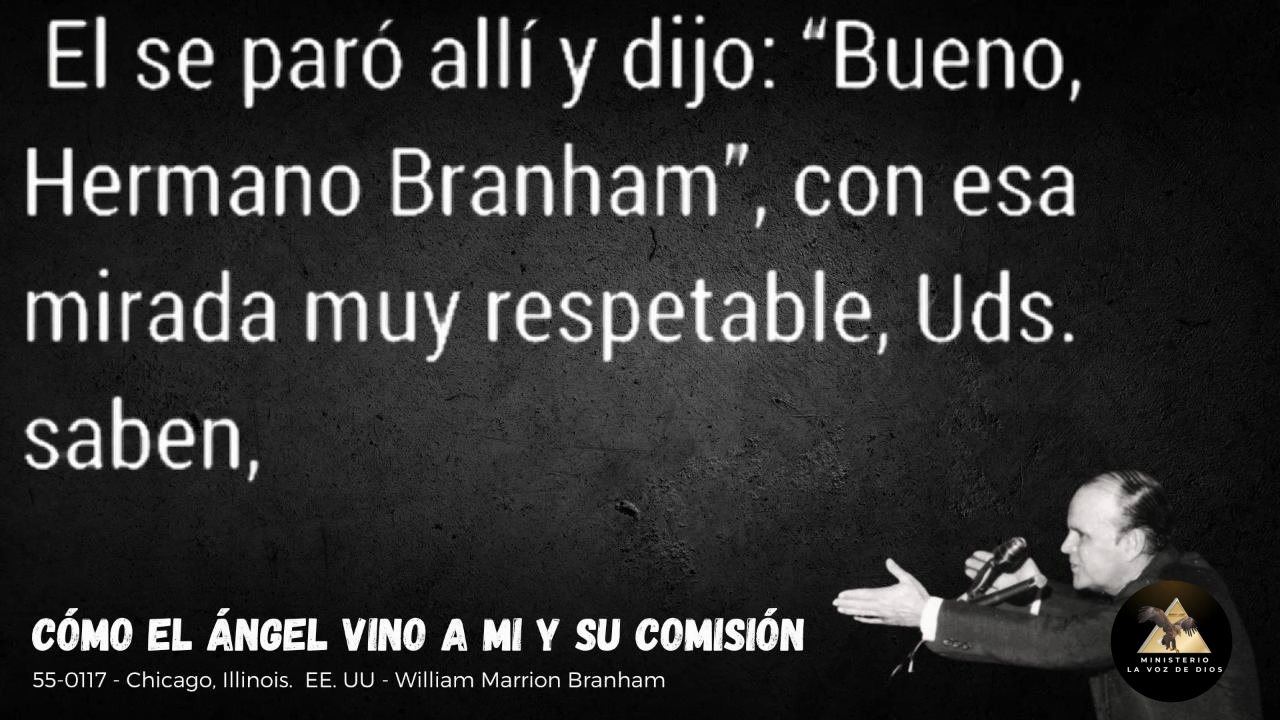 El se paró allí y dijo: “Bueno,
Hermano Branham”, con esa
mirada muy respetable, Uds.
saben,
CÓMO EL ÁNGEL VINO A MI Y SU COMISIÓN
55-0117 - Chicago, Illinois. EE. UU - William Marrion Branham
MINISTERIO
LA VOZ DE DIOS